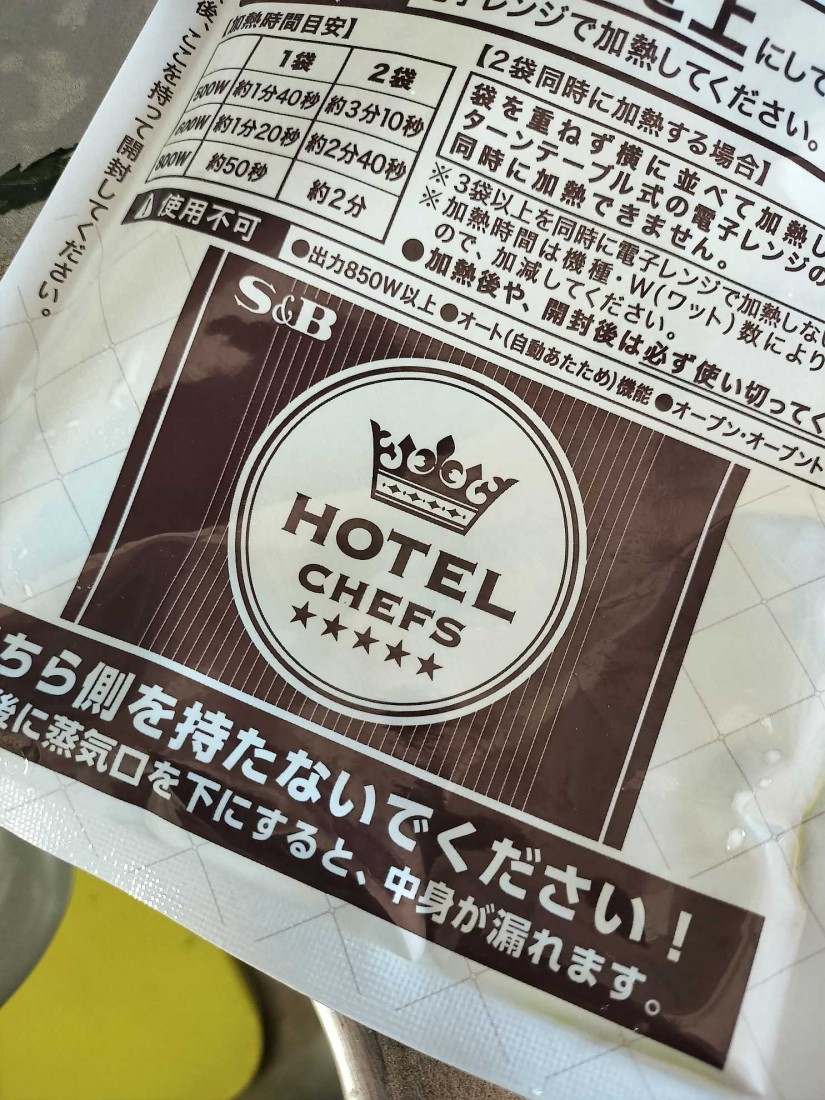 後、ここを持って開封してください。
上にして
電子レンジで加熱してください。
【加熱時間目安】
1袋 2袋
500W 約1分40秒 約3分10秒
600W 約1分20秒 約2分40秒
800W 約50秒 約2分
【2袋同時に加熱する場合】
袋を重ねず横に並べて加熱し
ターンテーブル式の電子レンジの
同時に加熱できません。
※3袋以上を同時に電子レンジで加熱しない
※加熱時間は機種・W(ワット)数により
ので、加減してください。
●加熱後や、開封後は必ず使い切ってく
使用不可
●出力850W以上 ●オート(自動あたため)機能 ●オーブン・オーブント
S&B
HOTEL
CHEFS
★★★★★
ちら側を持たないでください!
後に蒸気口を下にすると、中身が漏れます。